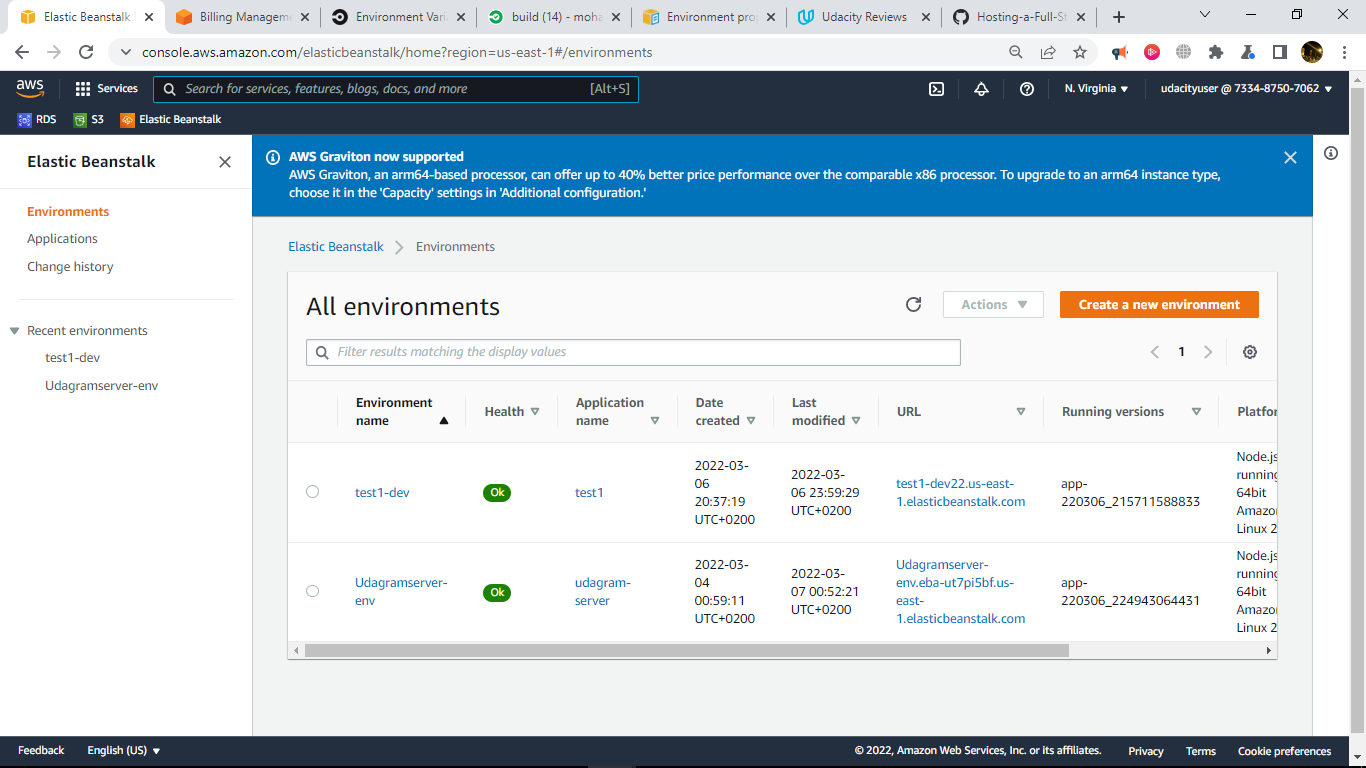 Elastic Beanstalk
Billing Managem
Environment Vari
build (14) - moha
Environment prop
Udacity Reviews
Hosting-a-Full-St
console.aws.amazon.com/elasticbeanstalk/home?region=us-east-1#/environments
aws
Services
Search for services, features, blogs, docs, and more
[Alt+S]
N. Virginia
udacityuser @ 7334-8750-7062
RDS
S3
Elastic Beanstalk
Elastic Beanstalk
Environments
Applications
Change history
Recent environments
test1-dev
Udagramserver-env
AWS Graviton now supported
AWS Graviton, an arm64-based processor, can offer up to 40% better price performance over the comparable x86 processor. To upgrade to an arm64 instance type,
choose it in the 'Capacity' settings in 'Additional configuration.'
Elastic Beanstalk
Environments
All environments
Actions
Create a new environment
Filter results matching the display values
1
Environment
name
Health
Application
name
Date
created
Last
modified
URL
Running versions
Platfor
test1-dev
Ok
test1
2022-03-
06
20:37:19
UTC+0200
2022-03-
06 23:59:29
UTC+0200
test1-dev22.us-east-
1.elasticbeanstalk.com
app-
220306_215711588833
Node.js
running
64bit
Amazo
Linux 2
Udagramserver-
env
Ok
udagram-
server
2022-03-
04
00:59:11
UTC+0200
2022-03-
07 00:52:21
UTC+0200
Udagramserver-
env.eba-ut7pi5bf.us-
east-
1.elasticbeanstalk.com
app-
220306_224943064431
Node.js
running
64bit
Amazo
Linux 2
Feedback
English (US)
© 2022, Amazon Web Services, Inc. or its affiliates.
Privacy
Terms
Cookie preferences